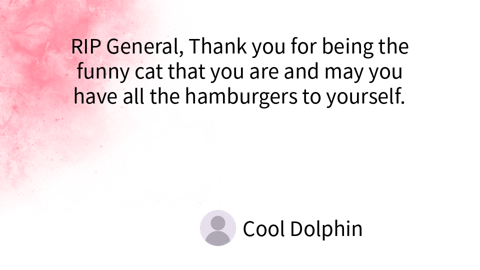 RIP General, Thank you for being the
funny cat that you are and may you
have all the hamburgers to yourself.
Cool Dolphin